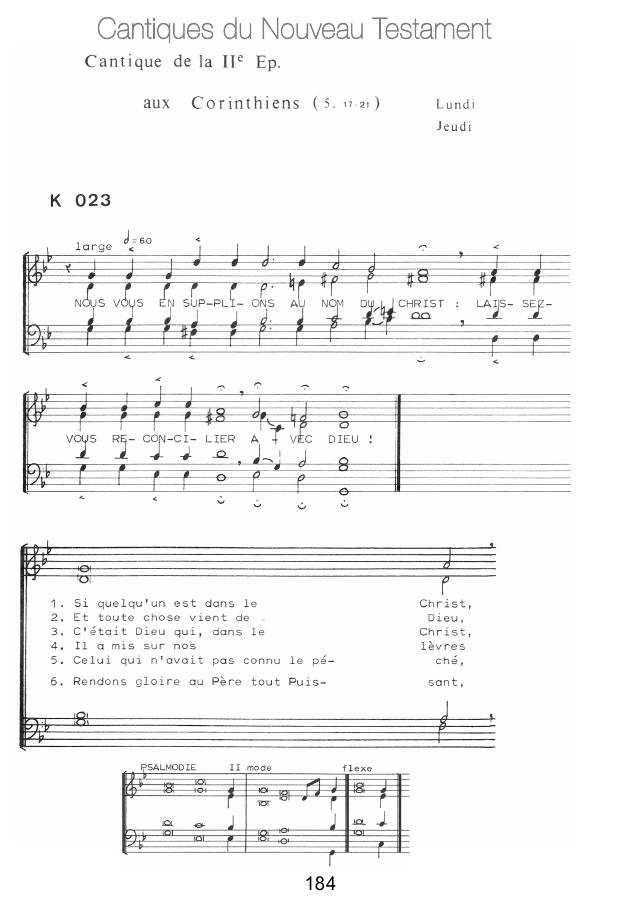 Cantiques du Nouveau Testament
Cantique de la IIe Ep.
aux Corinthiens (5, 17-21)
Lundi
Jeudi
K 023
large =60
NOUS VOUS EN SUP-PLI-ONS AU NOM DU CHRIST : LAIS-SEZ-
VOUS RE-CON-CI-LIER A - VEC DIEU !
1. Si quelqu'un est dans le Christ,
2. Et toute chose vient de Dieu,
3. C'était Dieu qui, dans le Christ,
4. Il a mis sur nos lèvres
5. Celui qui n'avait pas connu le pé- ché,
6. Rendons gloire au Père tout Puis- sant,
PSALMODIE II mode flexe
184